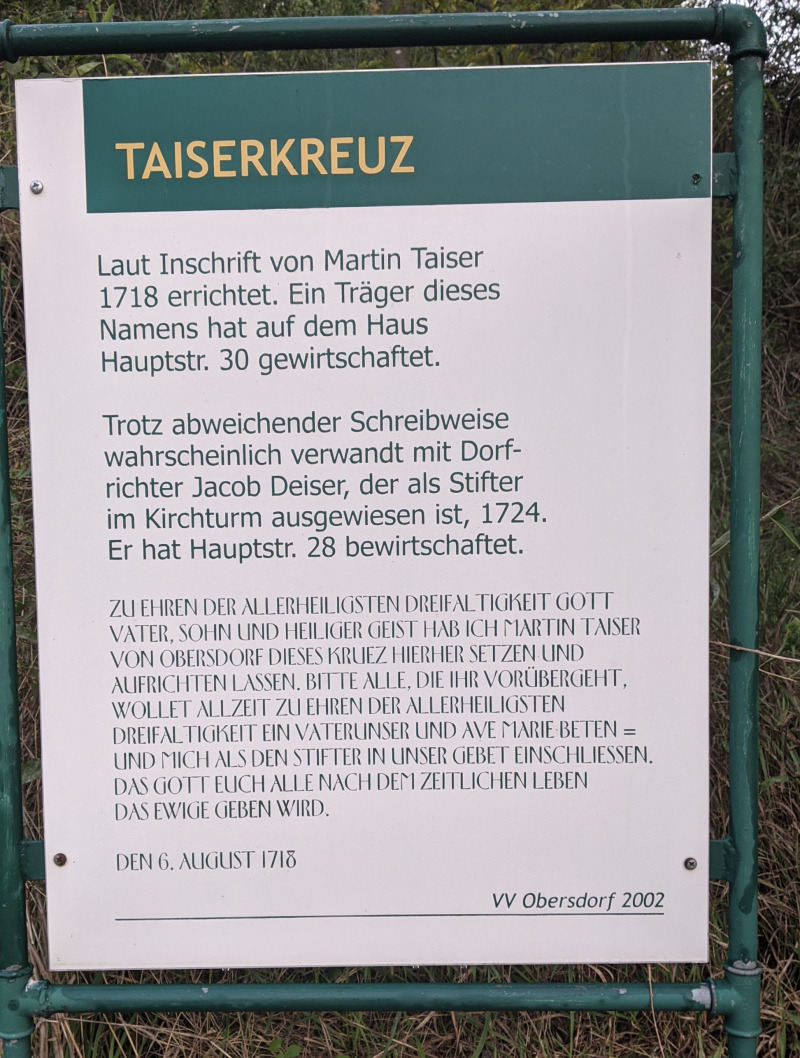 TAISERKREUZ
Laut Inschrift von Martin Taiser
1718 errichtet. Ein Träger dieses
Namens hat auf dem Haus
Hauptstr. 30 gewirtschaftet.
Trotz abweichender Schreibweise
wahrscheinlich verwandt mit Dorf-
richter Jacob Deiser, der als Stifter
im Kirchturm ausgewiesen ist, 1724.
Er hat Hauptstr. 28 bewirtschaftet.
ZU EHREN DER ALLERHEILIGSTEN DREIFALTIGKEIT GOTT
VATER, SOHN UND HEILIGER GEIST HAB ICH MARTIN TAISER
VON OBERSDORF DIESES KRUEZ HIERHER SETZEN UND
AUFRICHTEN LASSEN. BITTE ALLE, DIE IHR VORÜBERGEHT,
WOLLET ALLZEIT ZU EHREN DER ALLERHEILIGSTEN
DREIFALTIGKEIT EIN VATERUNSER UND AVE MARIE BETEN =
UND MICH ALS DEN STIFTER IN UNSER GEBET EINSCHLIESSEN.
DAS GOTT EUCH ALLE NACH DEM ZEITLICHEN LEBEN
DAS EWIGE GEBEN WIRD.
DEN 6. AUGUST 1718
VV Obersdorf 2002